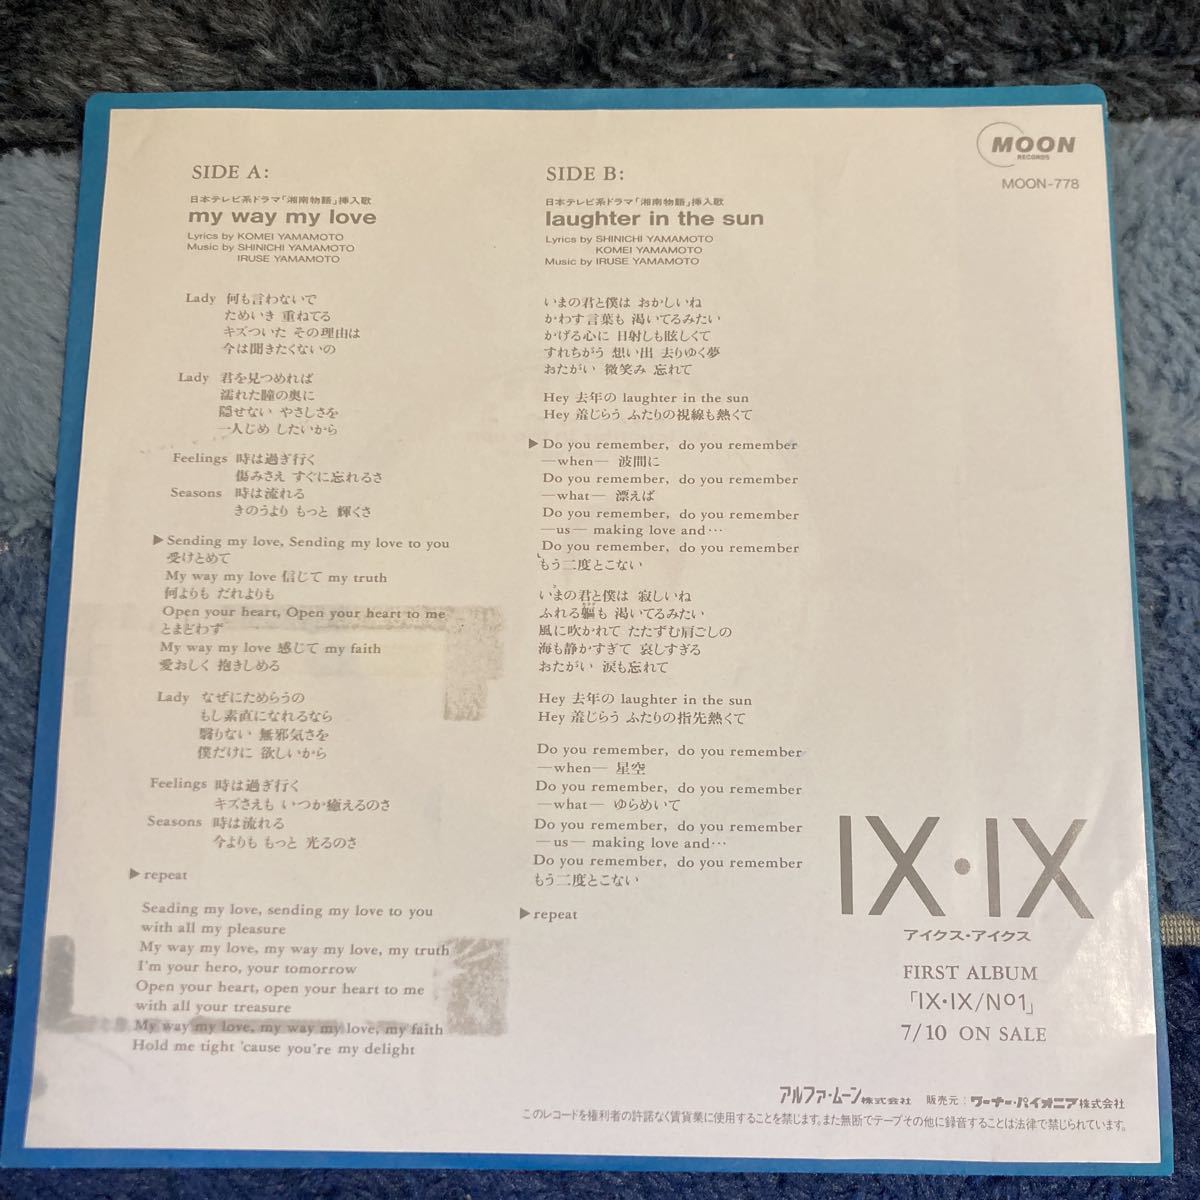 MOON
RECORDS
MOON-778
SIDE A:
日本テレビ系ドラマ「湘南物語」挿入歌
my way my love
Lyrics by KOMEI YAMAMOTO
Music by SHINICHI YAMAMOTO
IRUSE YAMAMOTO
Lady 何も言わないで
ためいき 重ねてる
キズついた その理由は
今は聞きたくないの
Lady 君を見つめれば
濡れた瞳の奥に
隠せない やさしさを
一人じめ したいから
Feelings 時は過ぎ行く
傷みさえ すぐに忘れるさ
Seasons 時は流れる
きのうより もっと 輝くさ
▶Sending my love, Sending my love to you
受けとめて
My way my love 信じて my truth
何よりも だれよりも
Open your heart, Open your heart to me
とまどわず
My way my love 感じて my faith
愛おしく 抱きしめる
Lady なぜにためらうの
もし素直になれるなら
翳りない 無邪気さを
僕だけに 欲しいから
Feelings 時は過ぎ行く
キズさえも いつか癒えるのさ
Seasons 時は流れる
今よりも もっと 光るのさ
▶repeat
Seading my love, sending my love to you
with all my pleasure
My way my love, my way my love, my truth
I'm your hero, your tomorrow
Open your heart, open your heart to me
with all your treasure
My way my love, my way my love, my faith
Hold me tight 'cause you're my delight
SIDE B:
日本テレビ系ドラマ「湘南物語」挿入歌
laughter in the sun
Lyrics by SHINICHI YAMAMOTO
KOMEI YAMAMOTO
Music by IRUSE YAMAMOTO
いまの君と僕は おかしいね
かわす言葉も 渇いてるみたい
かげる心に 日射しも眩しくて
すれちがう 想い出 去りゆく夢
おたがい 微笑み 忘れて
Hey 去年の laughter in the sun
Hey 羞じらう ふたりの視線も熱くて
▶Do you remember, do you remember
—when— 波間に
Do you remember, do you remember
—what— 漂えば
Do you remember, do you remember
—us— making love and…
Do you remember, do you remember
もう二度とこない
いまの君と僕は 寂しいね
ふれる軀も 渇いてるみたい
風に吹かれて たたずむ肩ごしの
海も静かすぎて 哀しすぎる
おたがい 涙も忘れて
Hey 去年の laughter in the sun
Hey 羞じらう ふたりの指先熱くて
Do you remember, do you remember
—when— 星空
Do you remember, do you remember
—what— ゆらめいて
Do you remember, do you remember
—us— making love and…
Do you remember, do you remember
もう二度とこない
▶repeat
IX・IX
アイクス・アイクス
FIRST ALBUM
「IX・IX/Nº1」
7/10 ON SALE
アルファ・ムーン株式会社 販売元:ワーナー・パイオニア株式会社
このレコードを権利者の許諾なく賃貸業に使用することを禁じます。また無断でテープその他に録音することは法律で禁じられています。